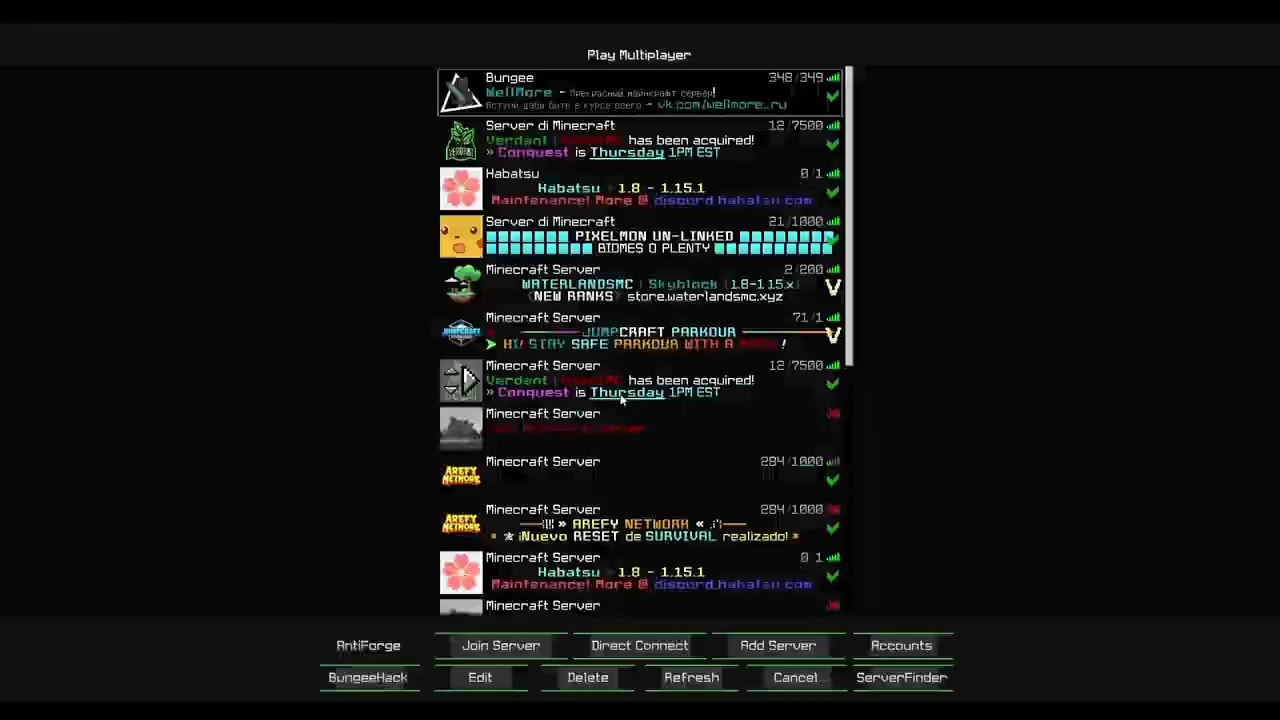 Play Multiplayer
Bungee 348/349
WellMore - Прекрасный майнкрафт сервер!
Вступи дабы быть в курсе всего - vk.com/wellmore_ru
Server di Minecraft 12/7500
Verdant | has been acquired!
» Conquest is Thursday 1PM EST
Habatsu 0/1
Habatsu 1.8 - 1.15.1
Maintenance! More @ discord.habatsu.com
Server di Minecraft 21/1000
PIXELMON UN-LINKED
BIOMES O PLENTY
Minecraft Server 2/200
WATERLANDSMC | Skyblock [1.8-1.15.x]
NEW RANKS store.waterlandsmc.xyz
Minecraft Server 71/1
JUMPCRAFT PARKOUR
HI! STAY SAFE PARKOUR WITH A !
Minecraft Server 12/7500
Verdant | has been acquired!
» Conquest is Thursday 1PM EST
Minecraft Server
AREFY NETWORK
Minecraft Server 284/1000
AREFY NETWORK
Minecraft Server 284/1000
» AREFY NETWORK «
* ¡Nuevo RESET de SURVIVAL realizado! *
Minecraft Server 0 1
Habatsu 1.8 - 1.15.1
Maintenance! More @ discord.habatsu.com
Minecraft Server
AntiForge Join Server Direct Connect Add Server Accounts
BungeeHack Edit Delete Refresh Cancel ServerFinder